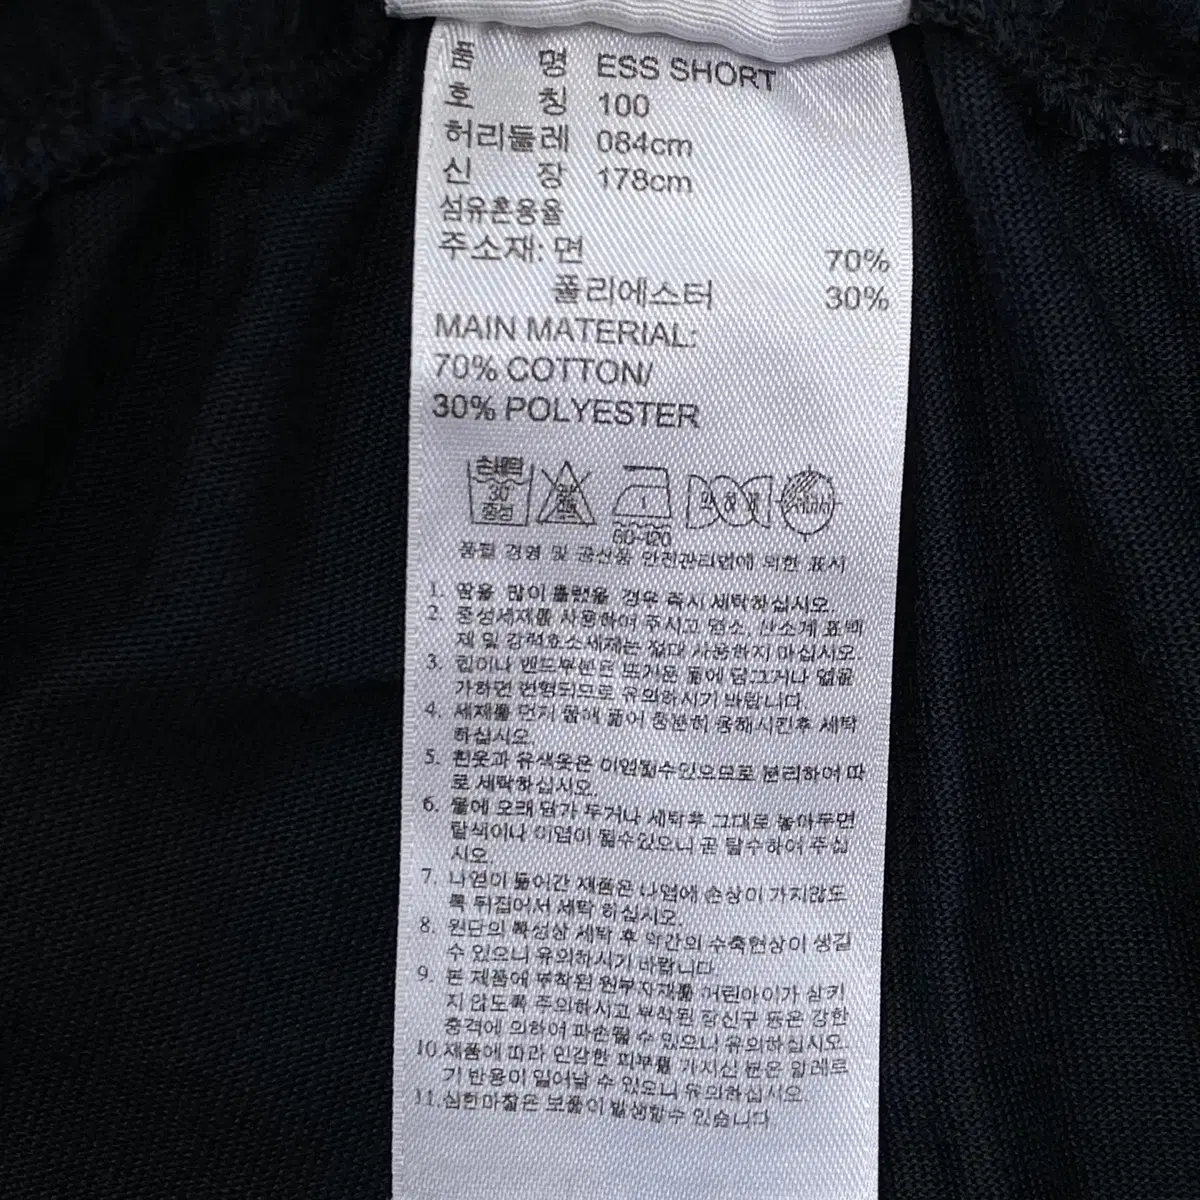 품 명 ESS SHORT
호 칭 100
허리둘레 084cm
신 장 178cm
섬유혼용율
주소재: 면 70%
폴리에스터 30%
MAIN MATERIAL:
70% COTTON/
30% POLYESTER
손세탁
30°
중성
60~120
품질 경영 및 공산품 안전관리법에 의한 표시
1. 땀을 많이 흘렸을 경우 즉시 세탁하십시오.
2. 중성세제를 사용하여 주시고 염소, 산소계 표백
제 및 강력효소세제는 절대 사용하지 마십시오.
3. 린이나 밴드부분은 뜨거운 물에 담그거나 열을
가하면 변형되므로 유의하시기 바랍니다.
4. 세제를 먼저 물에 풀어 충분히 용해시킨후 세탁
하십시오.
5. 흰옷과 유색옷은 이염될수있으므로 분리하여 따
로 세탁하십시오.
6. 물에 오래 담가 두거나 세탁후 그대로 놓아두면
탈색이나 이염이 될수있으니 곧 탈수하여 주십
시오.
7. 나염이 들어간 제품은 나염에 손상이 가지않도
록 뒤집어서 세탁 하십시오.
8. 원단의 특성상 세탁 후 약간의 수축현상이 생길
수 있으니 유의하시기 바랍니다.
9. 본 제품에 부착된 원부자재를 어린아이가 삼키
지 않도록 주의하시고 부착된 장신구 등은 강한
충격에 의하여 파손될 수 있으니 유의하십시오.
10.제품에 따라 민감한 피부를 가지신 분은 알레르
기 반응이 일어날 수 있으니 유의하십시오.
11.심한마찰은 보풀이 발생할수 있습니다.